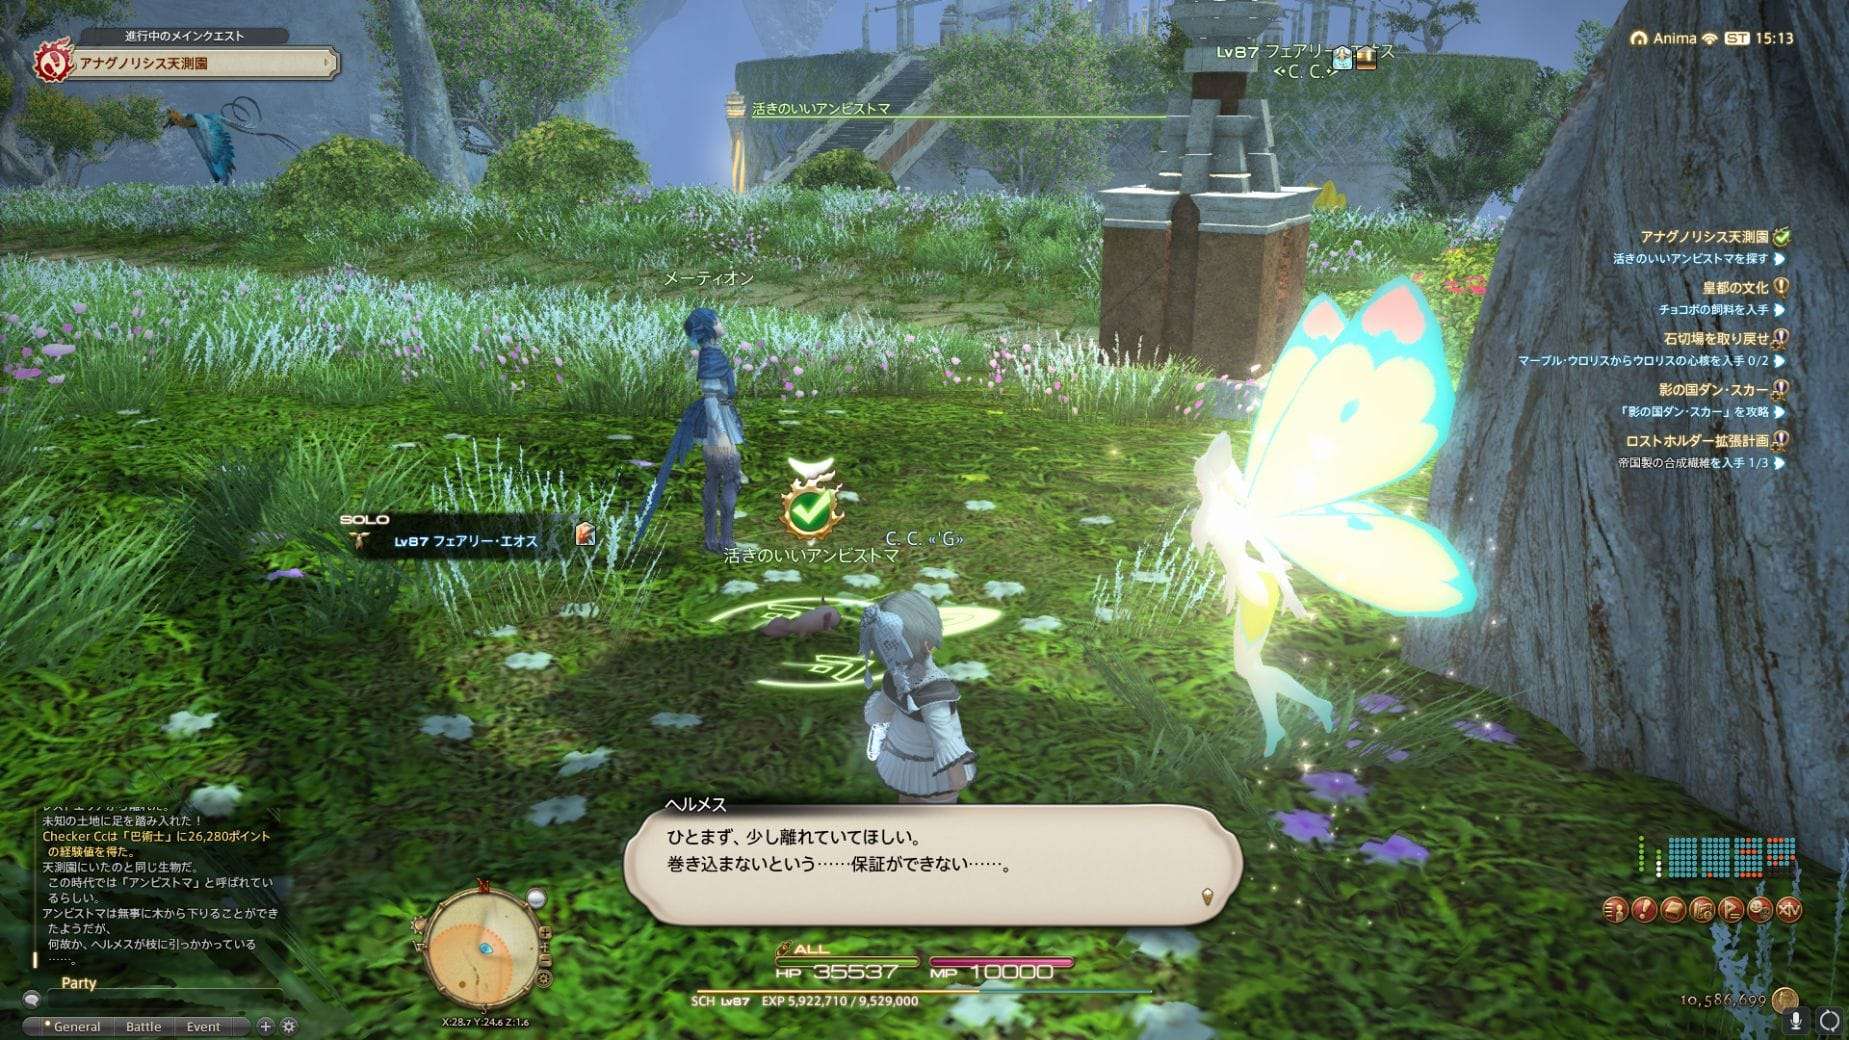 進行中のメインクエスト
アナグノリシス天測園
Anima ST 15:13
Lv87 フェアリー・エオス
«C. C.»
活きのいいアンビストマ
アナグノリシス天測園
活きのいいアンビストマを探す
皇都の文化
チョコボの飼料を入手
石切場を取り戻せ
マーブル・ウロリスからウロリスの心核を入手 0/2
影の国ダン・スカー
「影の国ダン・スカー」を攻略
ロストホルダー拡張計画
帝国製の合成繊維を入手 1/3
メーティオン
SOLO
Lv87 フェアリー・エオス
C. C. «'G»
活きのいいアンビストマ
ヘルメス
ひとまず、少し離れていてほしい。
巻き込まないという……保証ができない……。
未知の土地に足を踏み入れた！
Checker Ccは「巴術士」に26,280ポイント
の経験値を得た。
天測園にいたのと同じ生物だ。
この時代では「アンビストマ」と呼ばれてい
るらしい。
アンビストマは無事に木から下りることができ
たようだが、
何故か、ヘルメスが枝に引っかかっている
……。
Party
General Battle Event
N
X:28.7 Y:24.6 Z:1.6
ALL
HP 35537 MP 10000
SCH Lv87 EXP 5,922,710 / 9,529,000
XIV
10,586,699